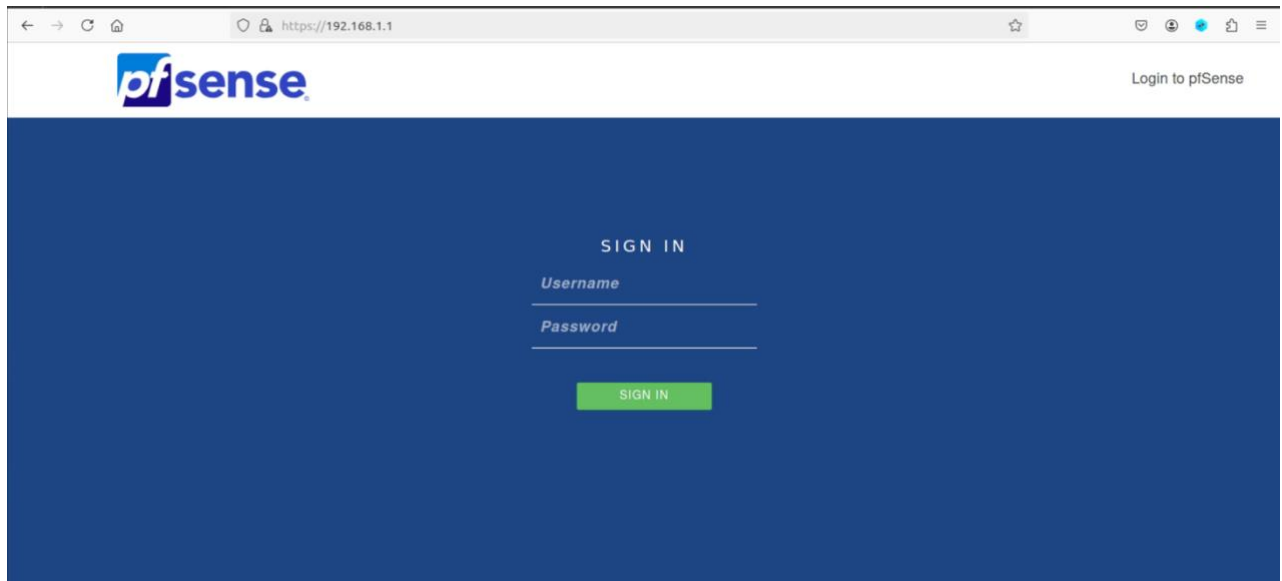 https://192.168.1.1
pfsense
Login to pfSense
SIGN IN
Username
Password
SIGN IN